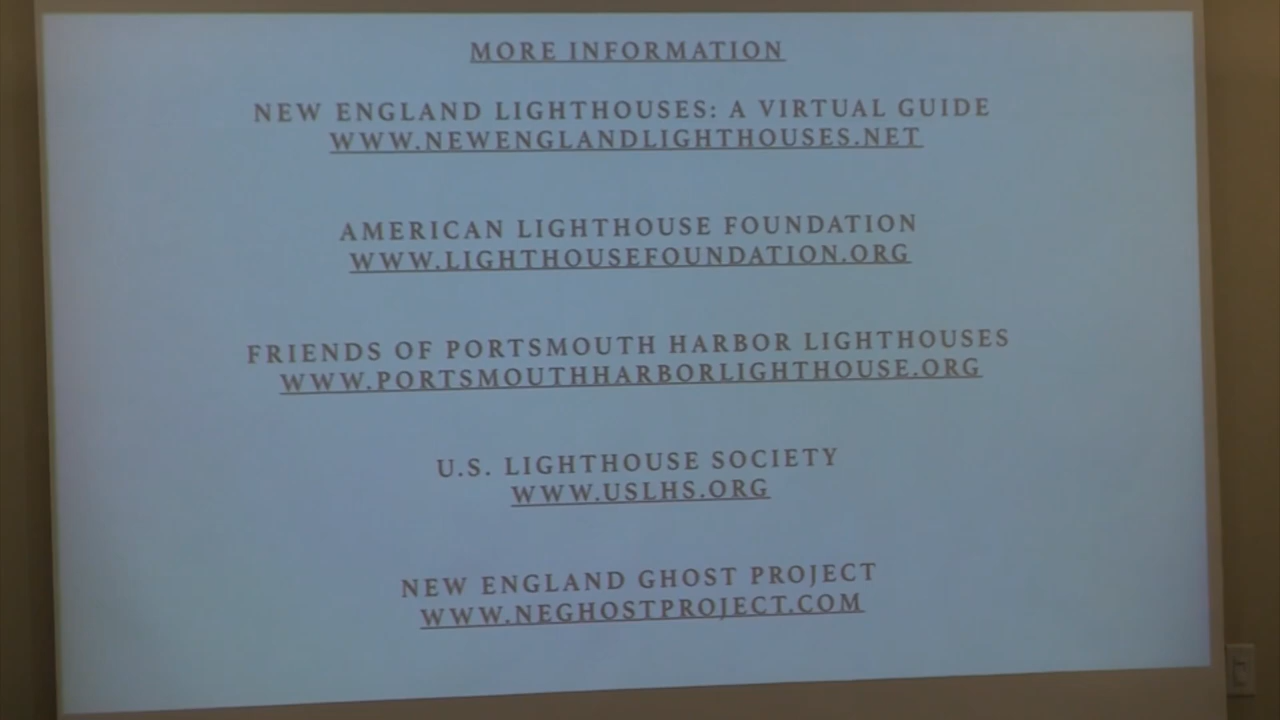 MORE INFORMATION
NEW ENGLAND LIGHTHOUSES: A VIRTUAL GUIDE
WWW.NEWENGLANDLIGHTHOUSES.NET
AMERICAN LIGHTHOUSE FOUNDATION
WWW.LIGHTHOUSEFOUNDATION.ORG
FRIENDS OF PORTSMOUTH HARBOR LIGHTHOUSES
WWW.PORTSMOUTHHARBORLIGHTHOUSE.ORG
U.S. LIGHTHOUSE SOCIETY
WWW.USLHS.ORG
NEW ENGLAND GHOST PROJECT
WWW.NEGHOSTPROJECT.COM